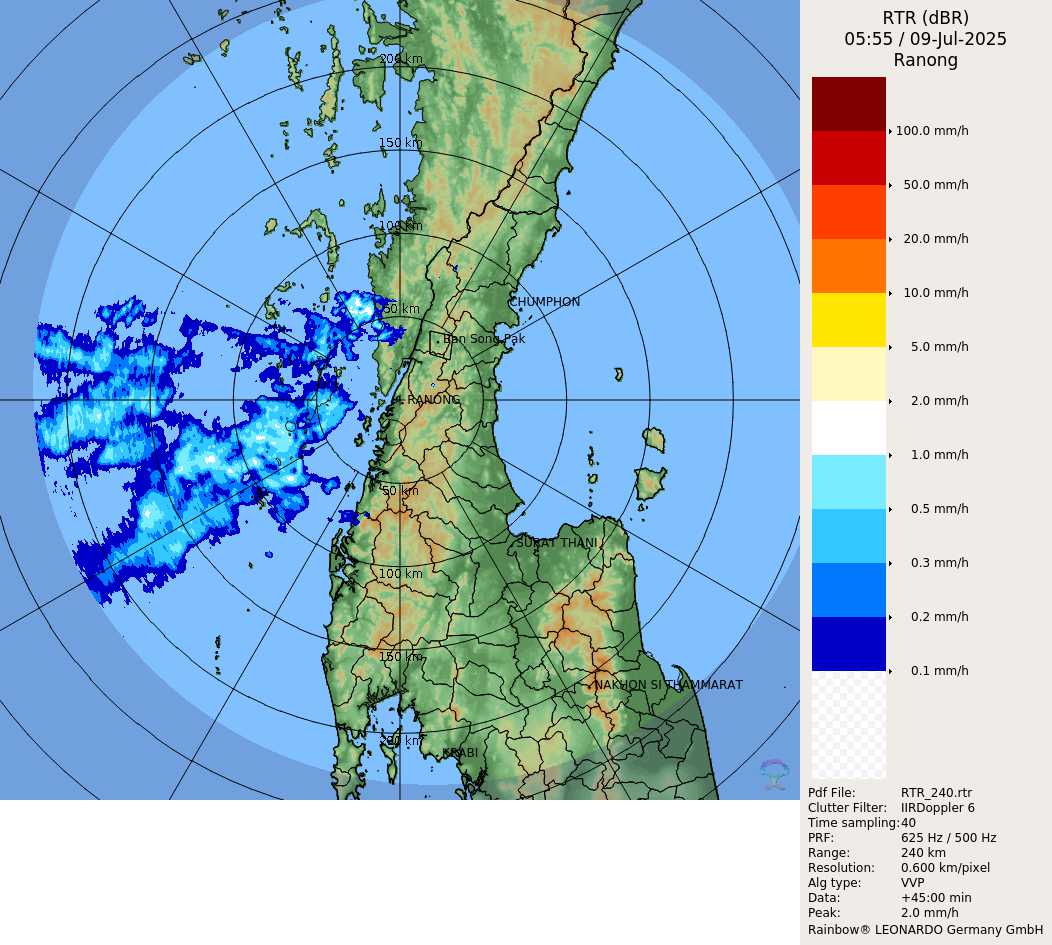 RTR (dBR)
05:55 / 09-Jul-2025
Ranong
200 km
150 km
100 km
50 km
CHUMPHON
Ban Song Pak
RANONG
50 km
SURAT THANI
100 km
150 km
NAKHON SI THAMMARAT
200 km
KRABI
100.0 mm/h
50.0 mm/h
20.0 mm/h
10.0 mm/h
5.0 mm/h
2.0 mm/h
1.0 mm/h
0.5 mm/h
0.3 mm/h
0.2 mm/h
0.1 mm/h
Pdf File: RTR_240.rtr
Clutter Filter: IIRDoppler 6
Time sampling: 40
PRF: 625 Hz / 500 Hz
Range: 240 km
Resolution: 0.600 km/pixel
Alg type: VVP
Data: +45:00 min
Peak: 2.0 mm/h
Rainbow® LEONARDO Germany GmbH